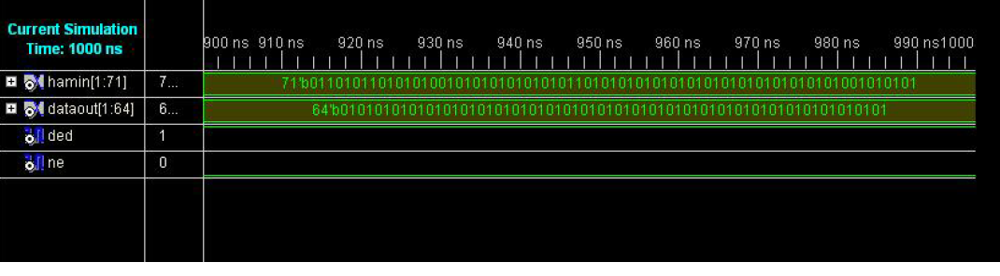 Current Simulation
Time: 1000 ns
900 ns 910 ns 920 ns 930 ns 940 ns 950 ns 960 ns 970 ns 980 ns 990 ns1000
hamin[1:71] 7... 71'b01101011010101001010101010101011010101010101010101010101010101001010101
dataout[1:64] 6... 64'b0101010101010101010101010101010101010101010101010101010101010101
ded 1
ne 0